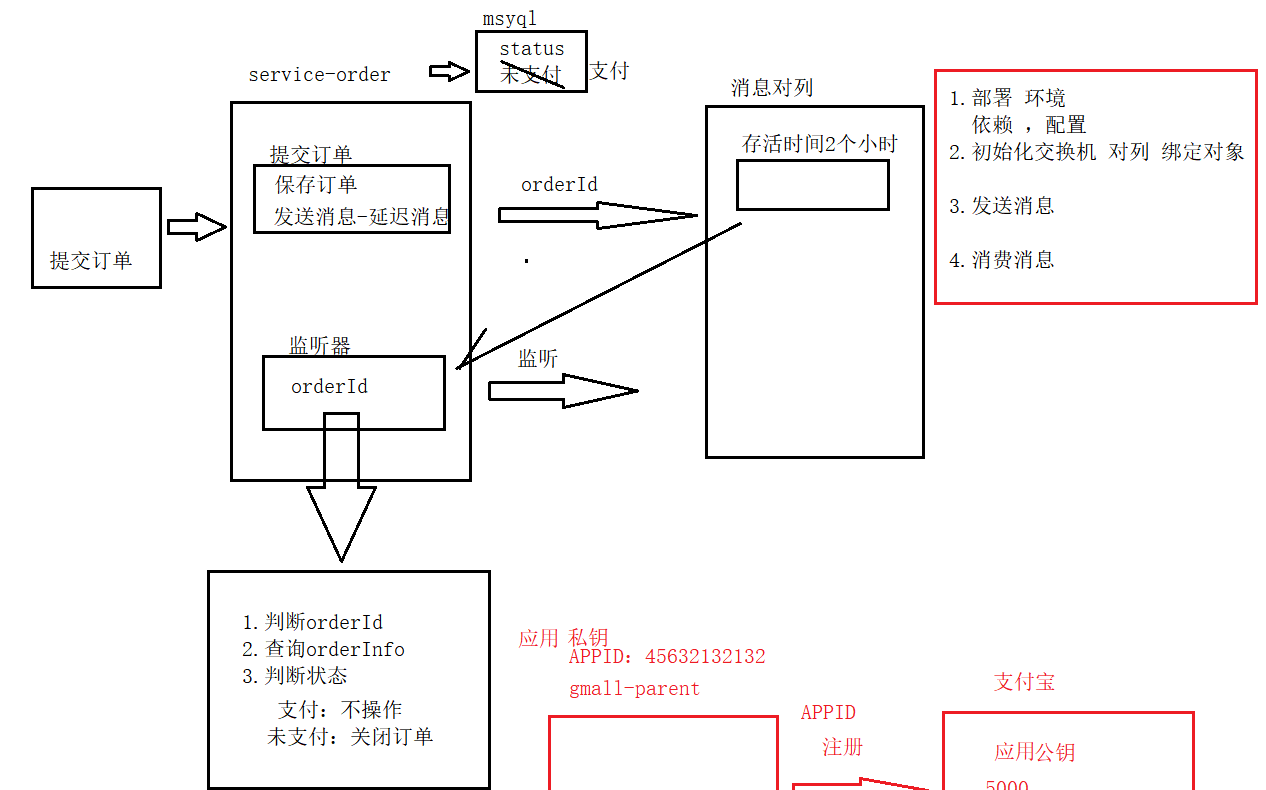 msyql
status
未支付
支付
service-order
消息对列
提交订单
保存订单
发送消息-延迟消息
提交订单
orderId
存活时间2个小时
1.部署 环境
依赖 ，配置
2.初始化交换机 对列 绑定对象
3.发送消息
4.消费消息
监听器
orderId
监听
1.判断orderId
2.查询orderInfo
3.判断状态
支付：不操作
未支付：关闭订单
应用 私钥
APPID：45632132132
gmall-parent
APPID
注册
支付宝
应用公钥
5000